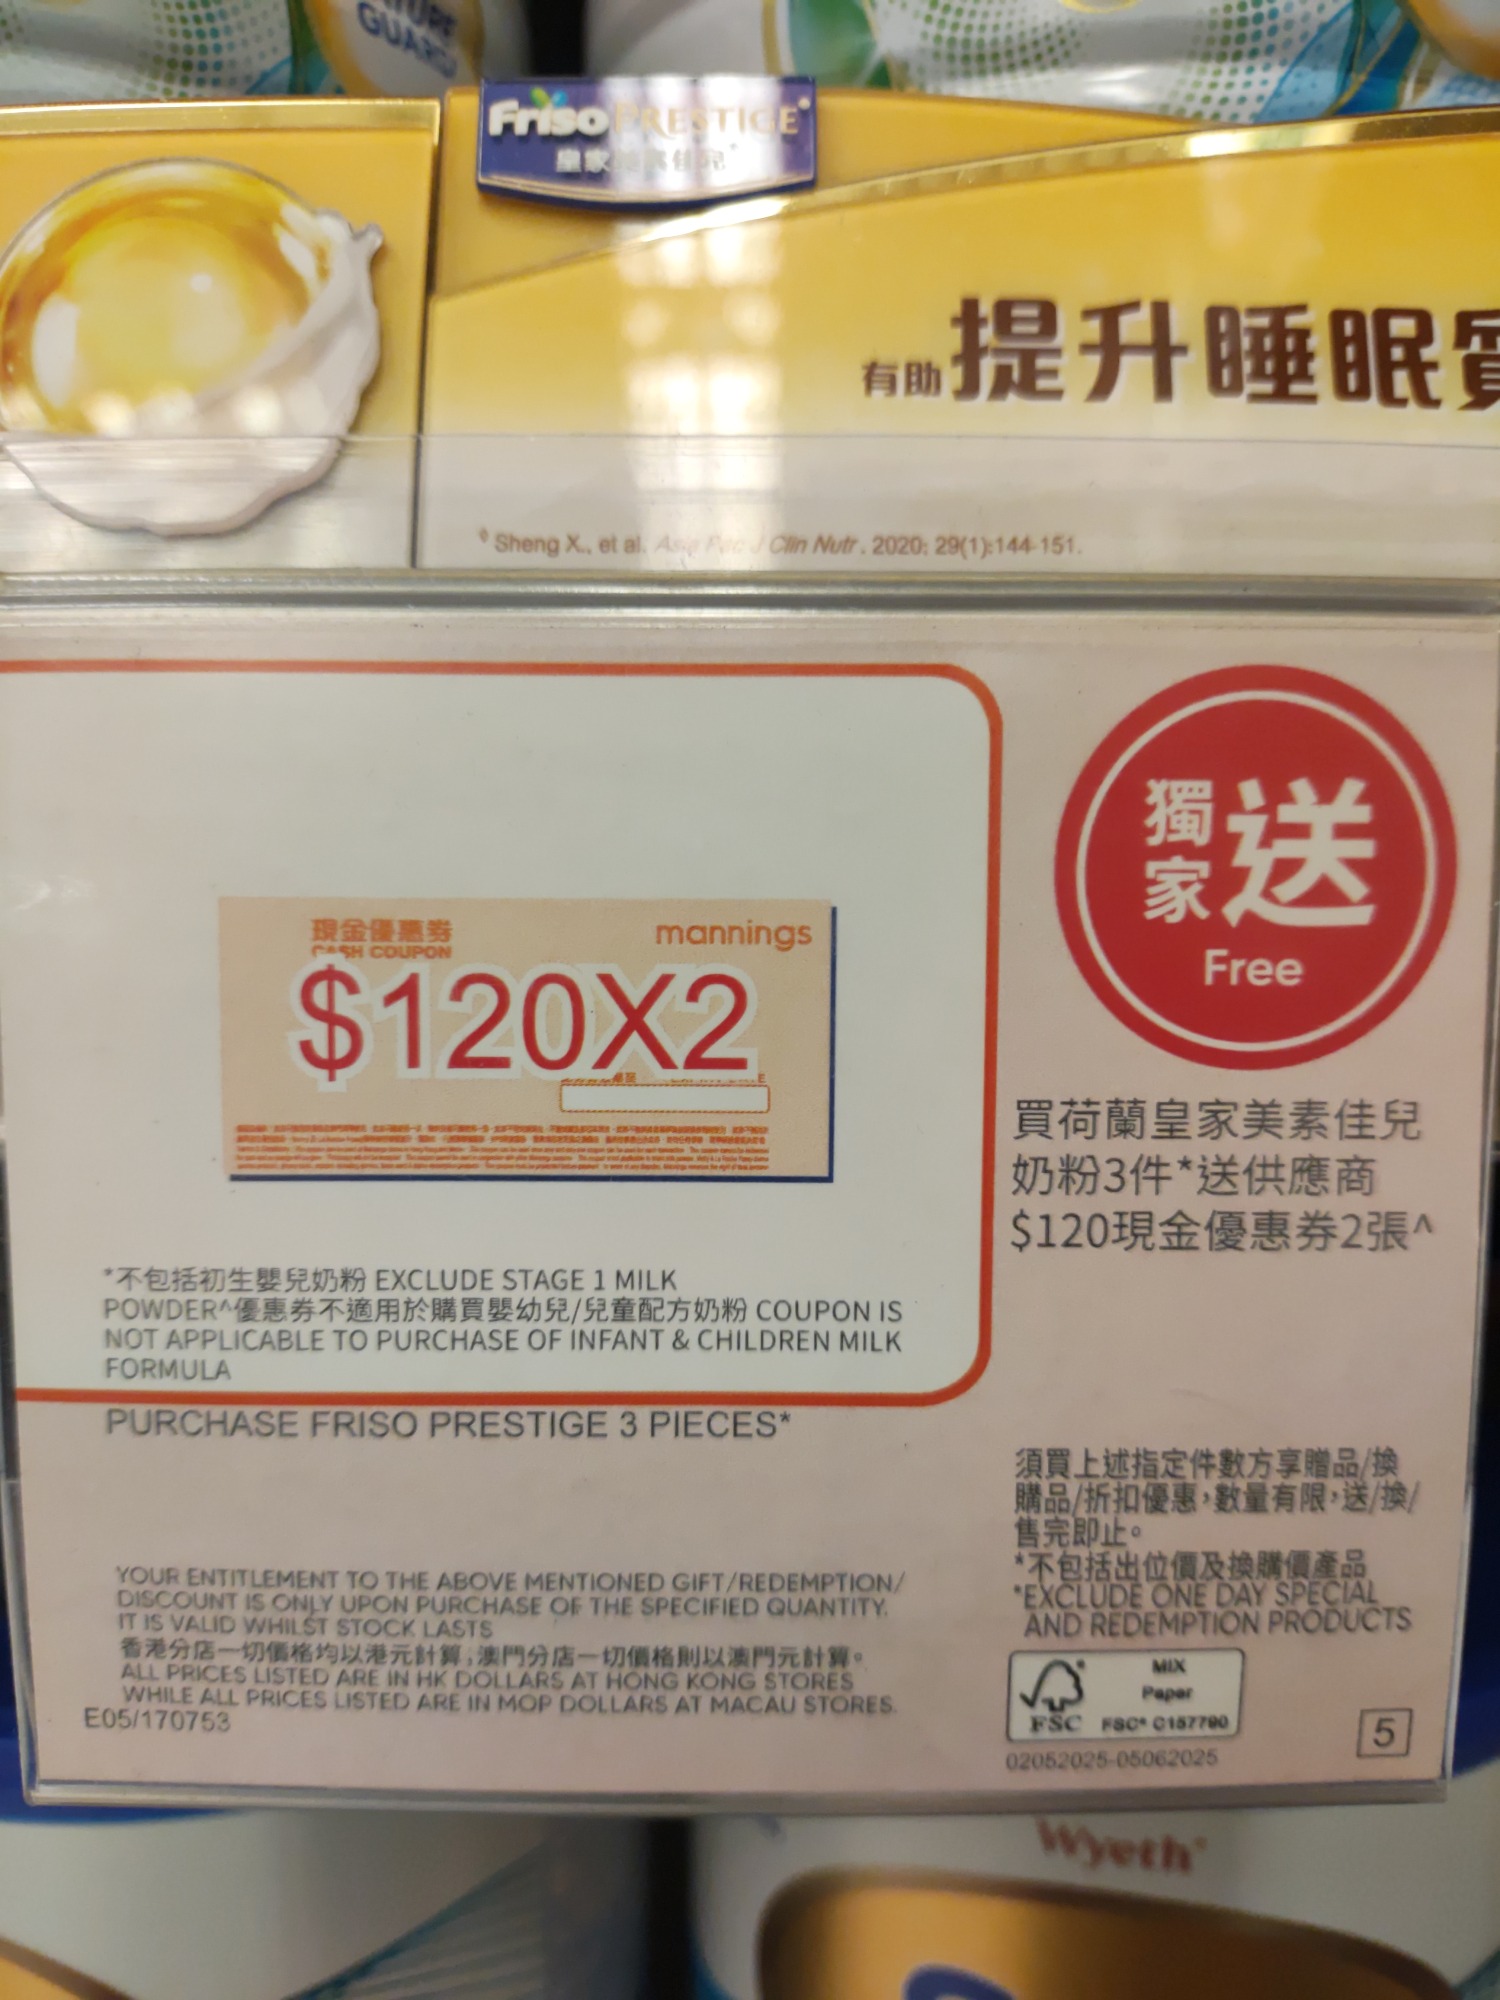 GUARD
Friso PRESTIGE
皇家美素佳兒
有助提升睡眠質
◊ Sheng X., et al. Asia Pac J Clin Nutr. 2020; 29(1):144-151.
獨家送
Free
現金優惠券
mannings
CASH COUPON
$120X2
買荷蘭皇家美素佳兒
奶粉3件*送供應商
$120現金優惠券2張^
*不包括初生嬰兒奶粉 EXCLUDE STAGE 1 MILK
POWDER^優惠券不適用於購買嬰幼兒/兒童配方奶粉 COUPON IS
NOT APPLICABLE TO PURCHASE OF INFANT & CHILDREN MILK
FORMULA
PURCHASE FRISO PRESTIGE 3 PIECES*
須買上述指定件數方享贈品/換
購品/折扣優惠，數量有限，送/換/
售完即止。
*不包括出位價及換購價產品
*EXCLUDE ONE DAY SPECIAL
AND REDEMPTION PRODUCTS
YOUR ENTITLEMENT TO THE ABOVE MENTIONED GIFT/REDEMPTION/
DISCOUNT IS ONLY UPON PURCHASE OF THE SPECIFIED QUANTITY.
IT IS VALID WHILST STOCK LASTS
香港分店一切價格均以港元計算；澳門分店一切價格則以澳門元計算。
ALL PRICES LISTED ARE IN HK DOLLARS AT HONG KONG STORES
WHILE ALL PRICES LISTED ARE IN MOP DOLLARS AT MACAU STORES.
E05/170753
FSC
MIX
Paper
FSC® C157790
02052025-05062025
5
Wyeth